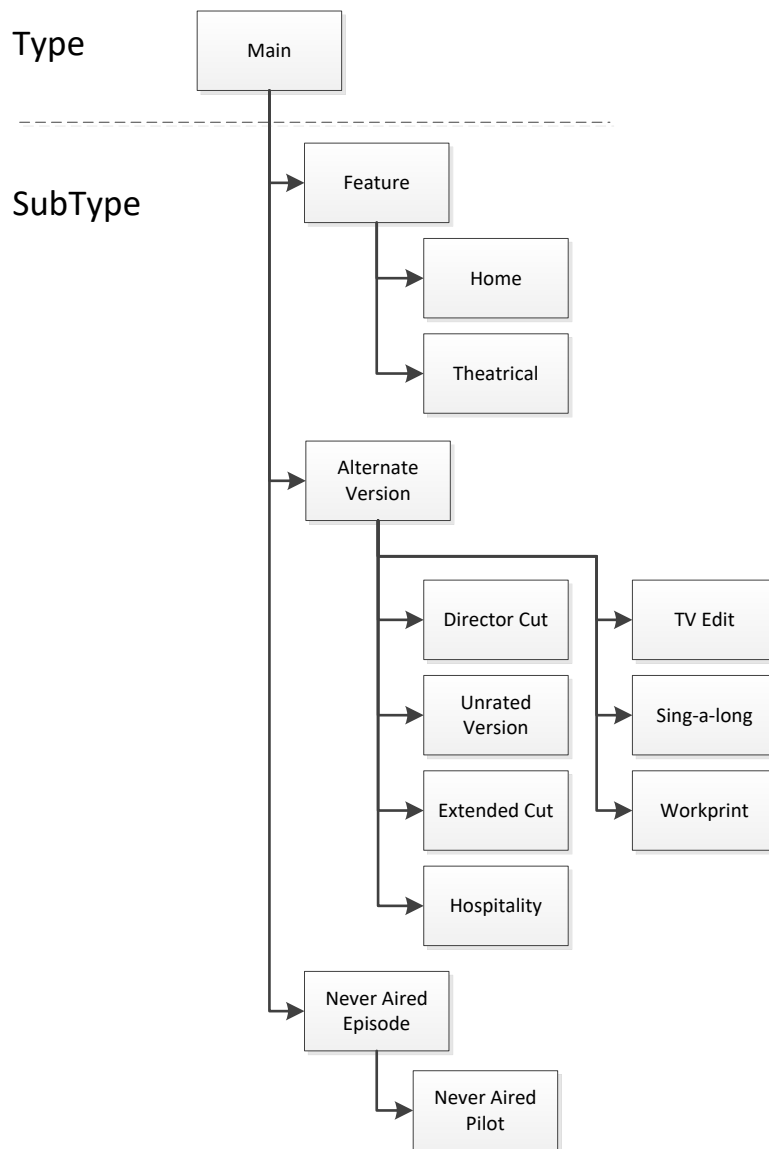 Type
Main
SubType
Feature
Home
Theatrical
Alternate
Version
Director Cut
TV Edit
Unrated
Version
Sing-a-long
Extended Cut
Workprint
Hospitality
Never Aired
Episode
Never Aired
Pilot